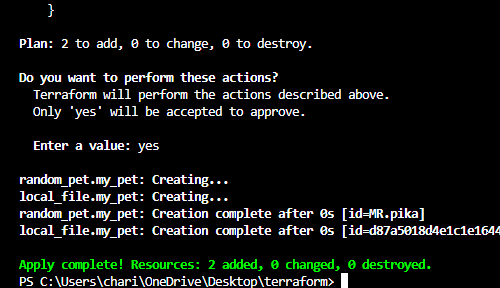 }
Plan: 2 to add, 0 to change, 0 to destroy.
Do you want to perform these actions?
Terraform will perform the actions described above.
Only 'yes' will be accepted to approve.
Enter a value: yes
random_pet.my_pet: Creating...
local_file.my_pet: Creating...
random_pet.my_pet: Creation complete after 0s [id=MR.pika]
local_file.my_pet: Creation complete after 0s [id=d87a5018d4e1c1e1644
Apply complete! Resources: 2 added, 0 changed, 0 destroyed.
PS C:\Users\chari\OneDrive\Desktop\terraform>